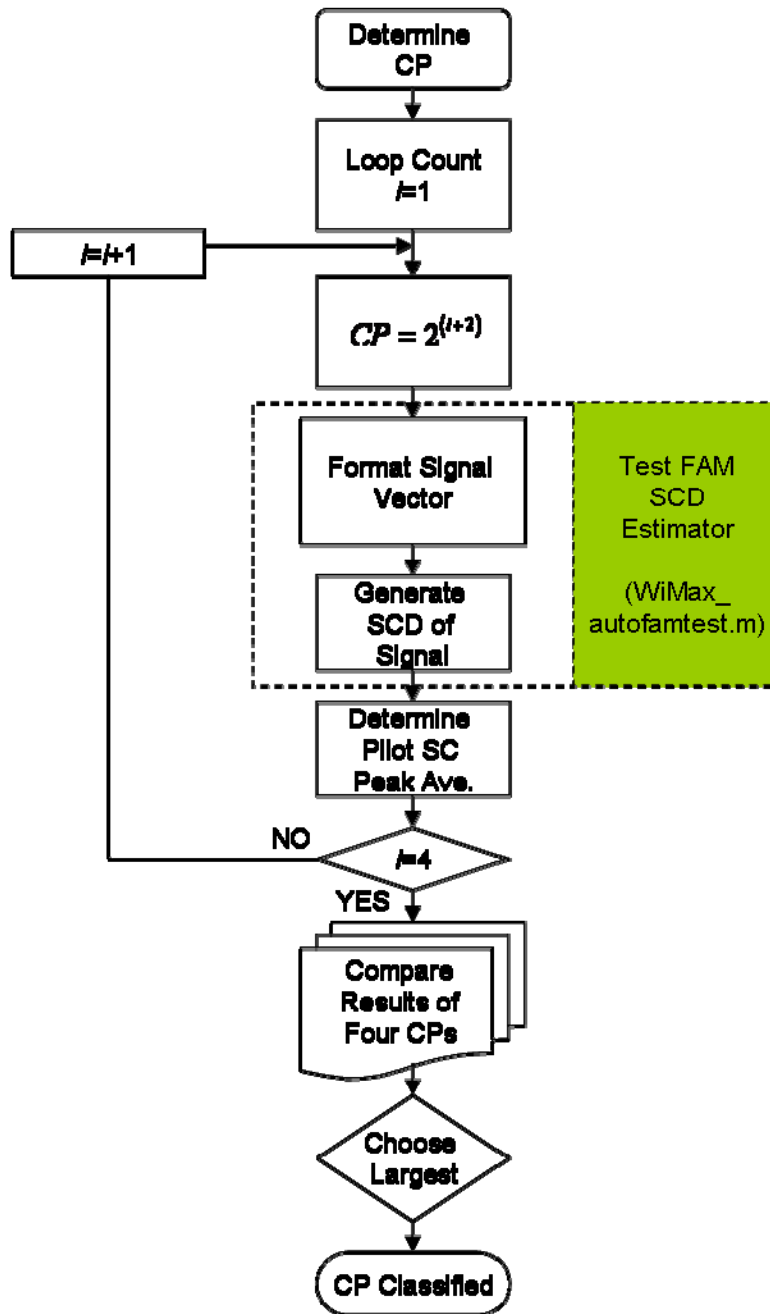 Determine
CP
Loop Count
i=1
i=i+1
CP = 2^(i+2)
Format Signal
Vector
Test FAM
SCD
Estimator
(WiMax_
autofamtest.m)
Generate
SCD of
Signal
Determine
Pilot SC
Peak Ave.
NO
i=4
YES
Compare
Results of
Four CPs
Choose
Largest
CP Classified